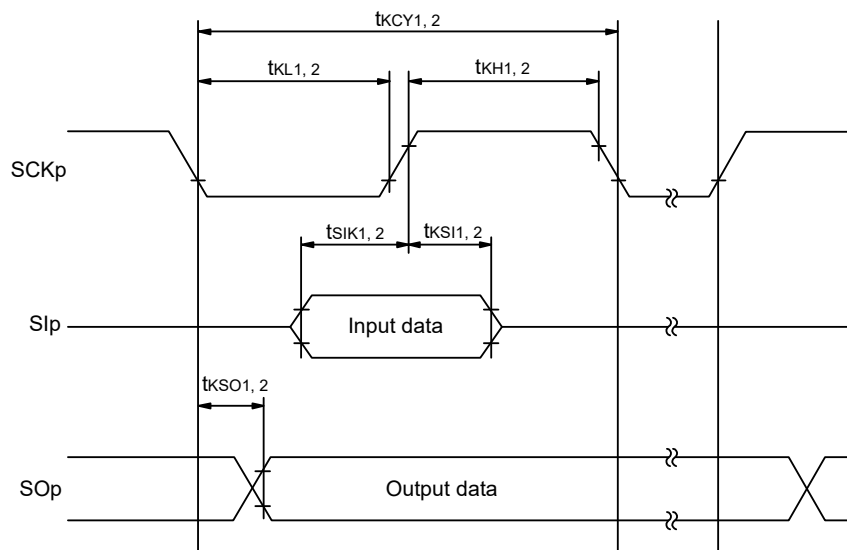 tKCY1, 2
tKL1, 2
tKH1, 2
SCKp
tSIK1, 2
tKSI1, 2
SIp
Input data
tKSO1, 2
SOp
Output data